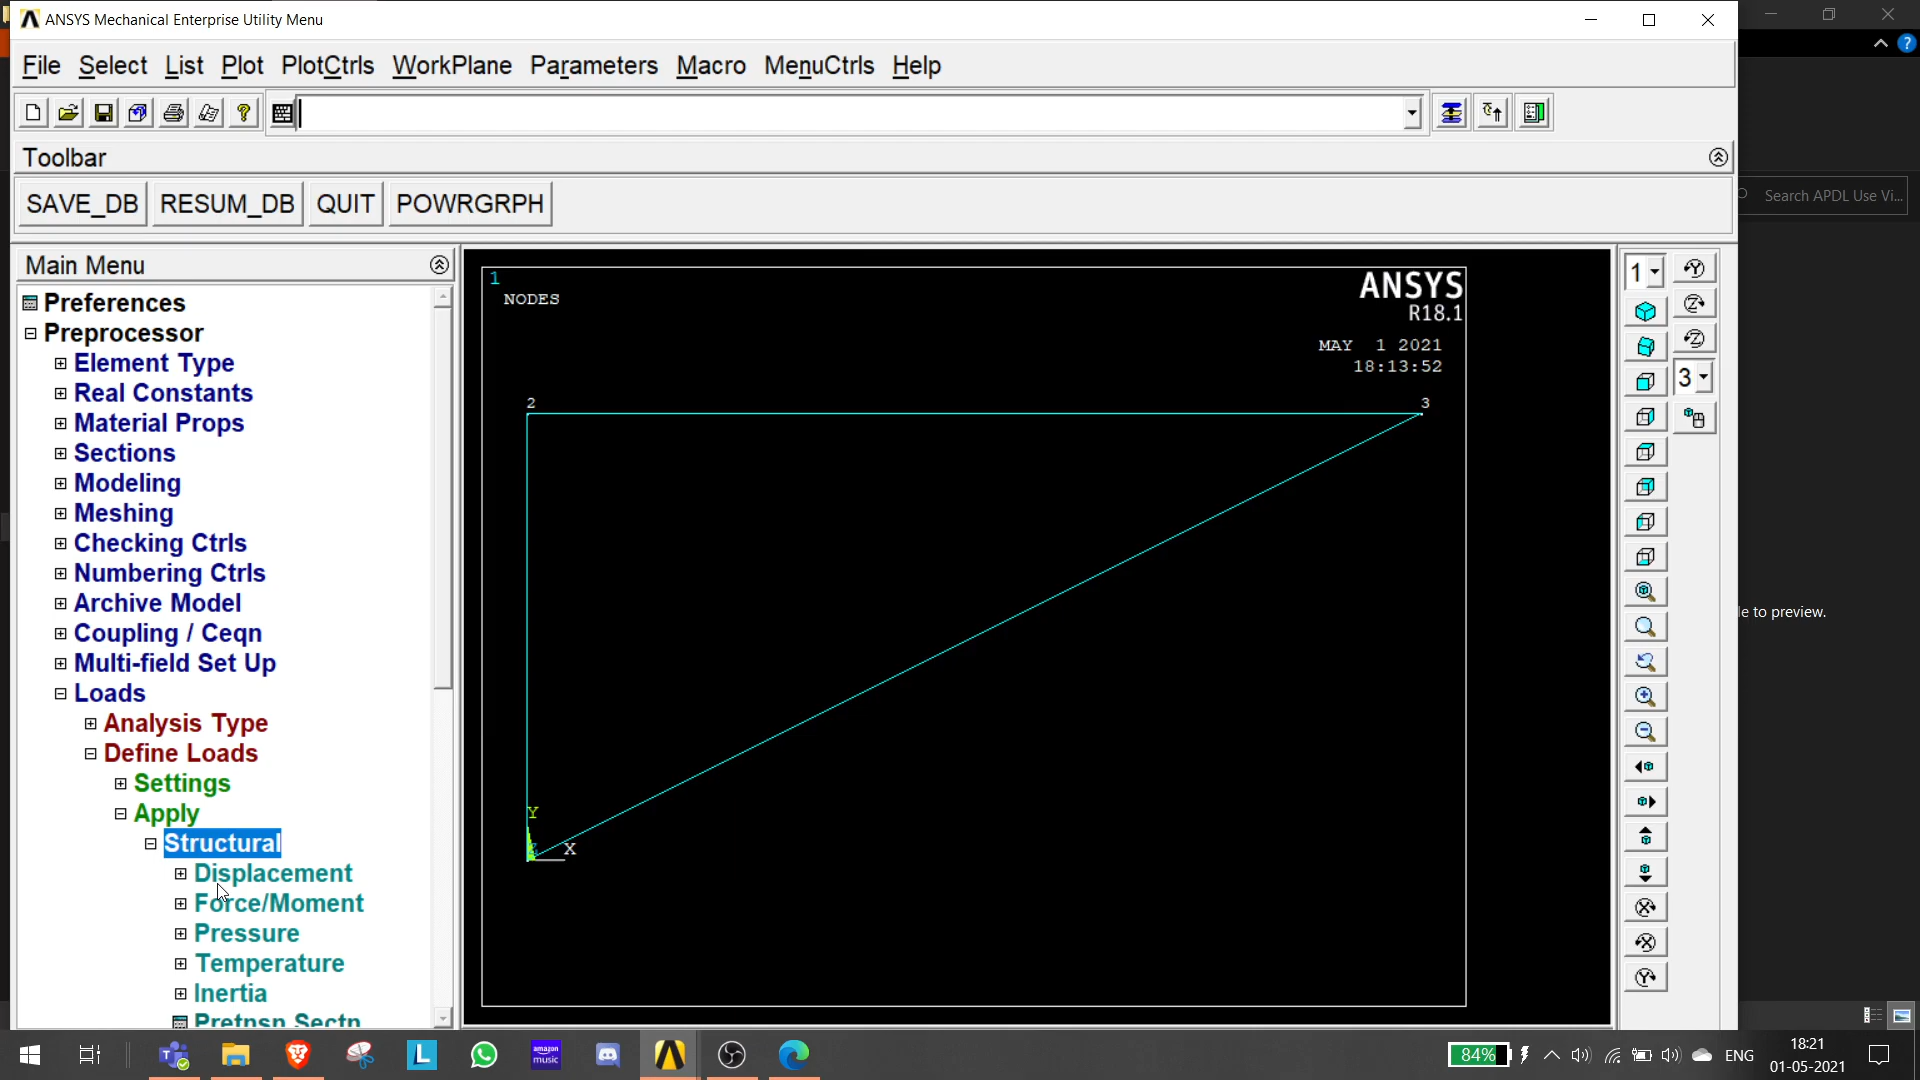 ANSYS Mechanical Enterprise Utility Menu
File Select List Plot PlotCtrls WorkPlane Parameters Macro MenuCtrls Help
Toolbar
SAVE_DB RESUM_DB QUIT POWRGRPH
Search APDL Use Vi...
Main Menu
Preferences
Preprocessor
Element Type
Real Constants
Material Props
Sections
Modeling
Meshing
Checking Ctrls
Numbering Ctrls
Archive Model
Coupling / Ceqn
Multi-field Set Up
Loads
Analysis Type
Define Loads
Settings
Apply
Structural
Displacement
Force/Moment
Pressure
Temperature
Inertia
Pretnsn Sectn
1
NODES
ANSYS
R18.1
MAY 1 2021
18:13:52
2
3
Y
X
1
3
le to preview.
amazon music
84%
ENG
18:21
01-05-2021